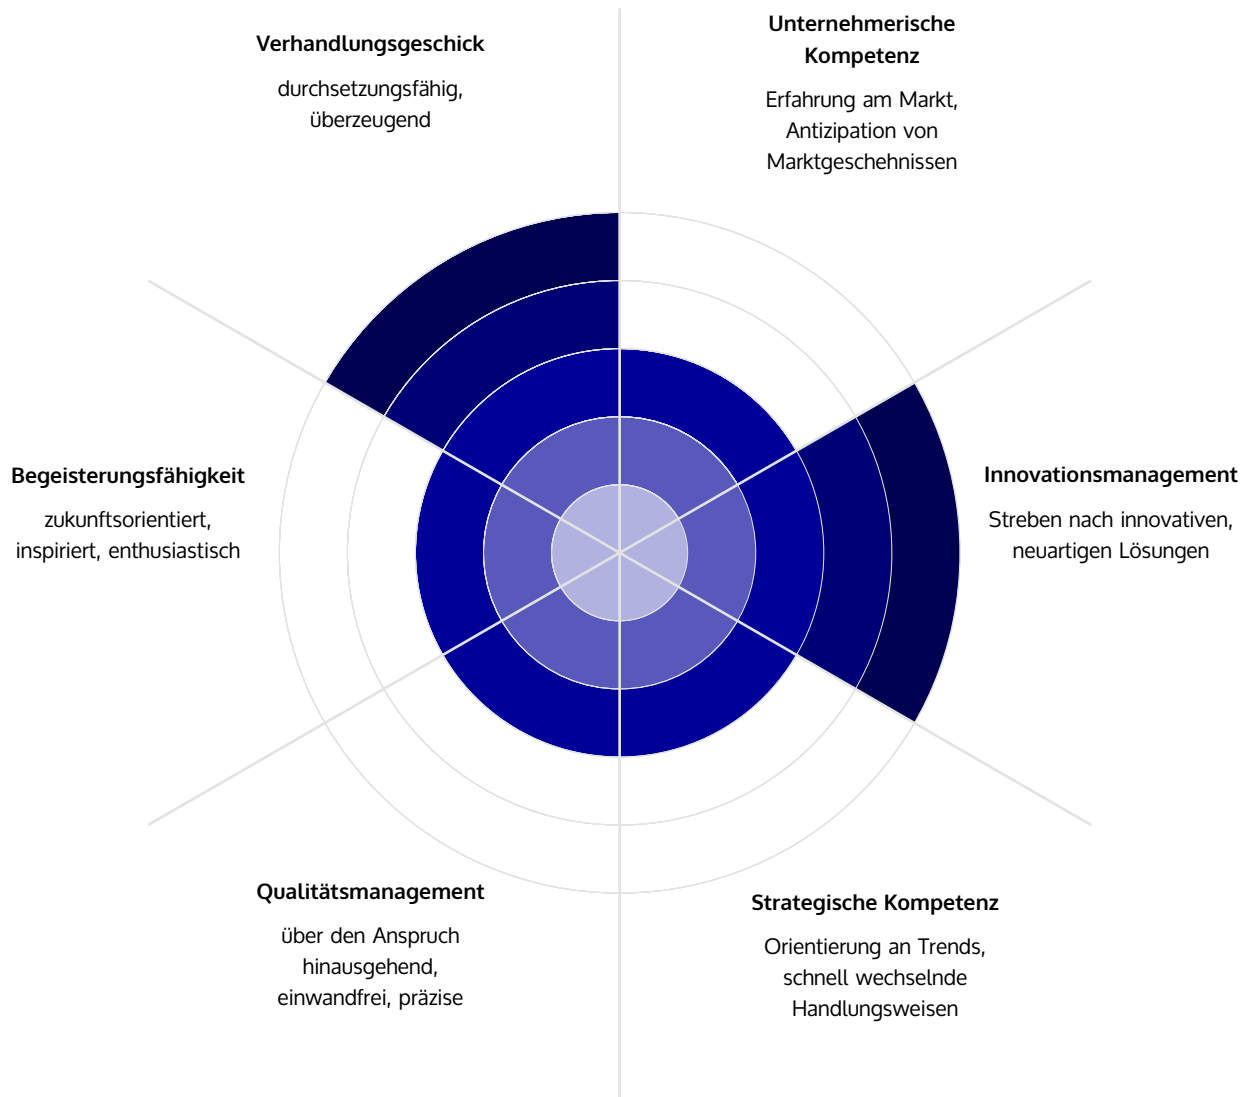 Verhandlungsgeschick
durchsetzungsfähig,
überzeugend
Unternehmerische
Kompetenz
Erfahrung am Markt,
Antizipation von
Marktgeschehnissen
Begeisterungsfähigkeit
zukunftsorientiert,
inspiriert, enthusiastisch
Innovationsmanagement
Streben nach innovativen,
neuartigen Lösungen
Qualitätsmanagement
über den Anspruch
hinausgehend,
einwandfrei, präzise
Strategische Kompetenz
Orientierung an Trends,
schnell wechselnde
Handlungsweisen